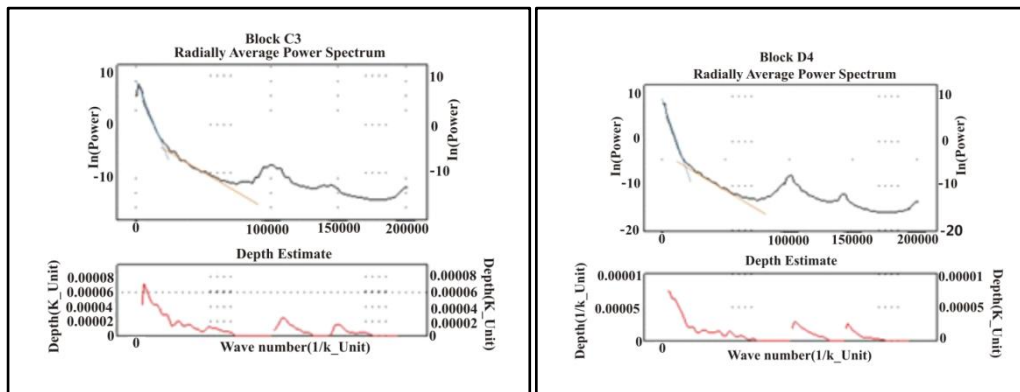 Block C3
Radially Average Power Spectrum
10
10
In(Power)
0
0
In(Power)
-10
-10
0
100000
150000
200000
Depth Estimate
Depth(K_Unit)
0.00008
0.00008
0.00006
0.00006
0.00004
0.00004
0.00002
0.00002
Depth(K_Unit)
0
0
0
Wave number(1/k_Unit)
Block D4
Radially Average Power Spectrum
10
10
In(Power)
0
0
In(Power)
-10
-10
-20
-20
0
100000
150000
200000
Depth Estimate
Depth(1/k_Unit)
0.00001
0.00001
0.00005
0.00005
Depth(K_Unit)
0
0
0
Wave number(1/k_Unit)